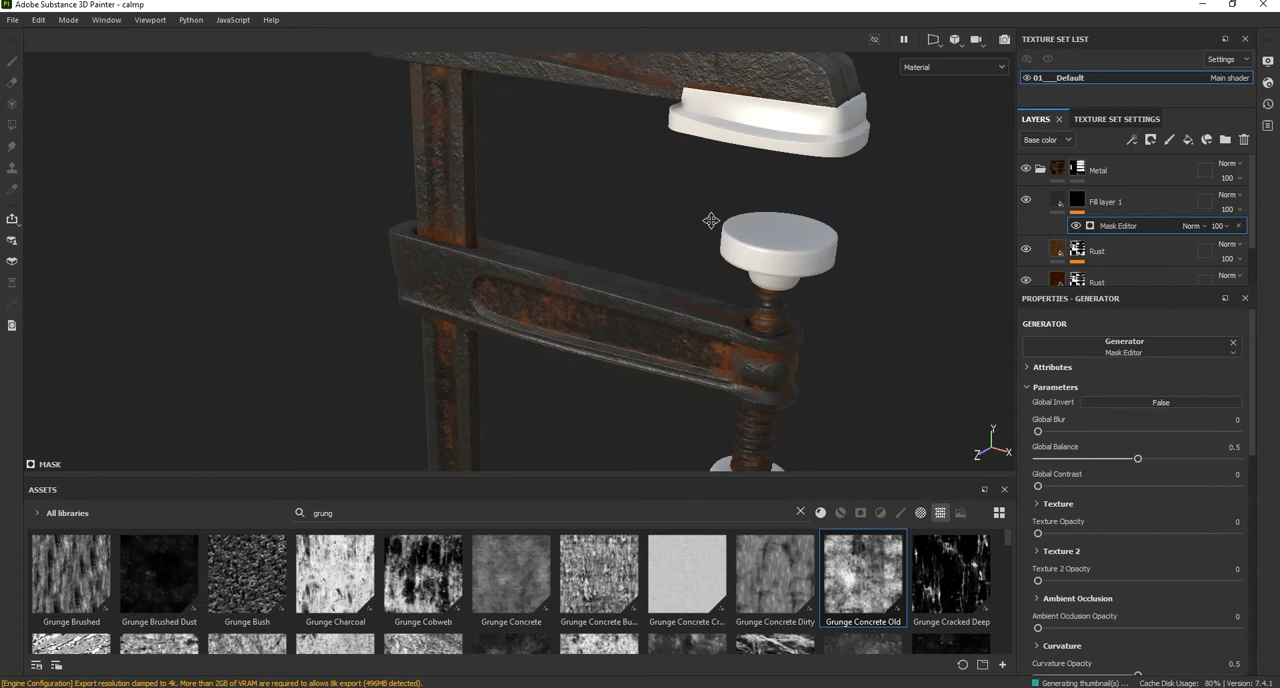 Adobe Substance 3D Painter - calmp
File Edit Mode Window Viewport Python JavaScript Help
Material
TEXTURE SET LIST
Settings
01___Default Main shader
LAYERS TEXTURE SET SETTINGS
Base color
Metal Norm 100
Fill layer 1 Norm 100
Mask Editor Norm 100
Rust Norm 100
Rust Norm
PROPERTIES - GENERATOR
GENERATOR
Generator
Mask Editor
Attributes
Parameters
Global Invert False
Global Blur 0
Global Balance 0.5
Global Contrast 0
Texture
Texture Opacity 0
Texture 2
Texture 2 Opacity 0
Ambient Occlusion
Ambient Occlusion Opacity 0
Curvature
Curvature Opacity 0.5
Y
Z X
MASK
ASSETS
All libraries grung
Grunge Brushed Grunge Brushed Dust Grunge Bush Grunge Charcoal Grunge Cobweb Grunge Concrete Grunge Concrete Bu... Grunge Concrete Cr... Grunge Concrete Dirty Grunge Concrete Old Grunge Cracked Deep
[Engine Configuration] Export resolution clamped to 4k. More than 2GB of VRAM are required to allows 8k export (496MB detected).
Generating thumbnail(s) ... Cache Disk Usage: 80% | Version: 7.4.1